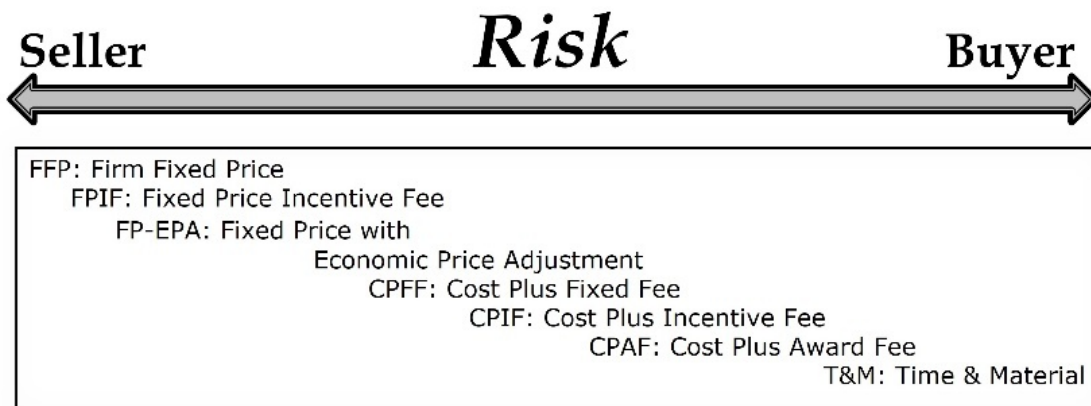 Seller Risk Buyer
FFP: Firm Fixed Price
FPIF: Fixed Price Incentive Fee
FP-EPA: Fixed Price with
Economic Price Adjustment
CPFF: Cost Plus Fixed Fee
CPIF: Cost Plus Incentive Fee
CPAF: Cost Plus Award Fee
T&M: Time & Material